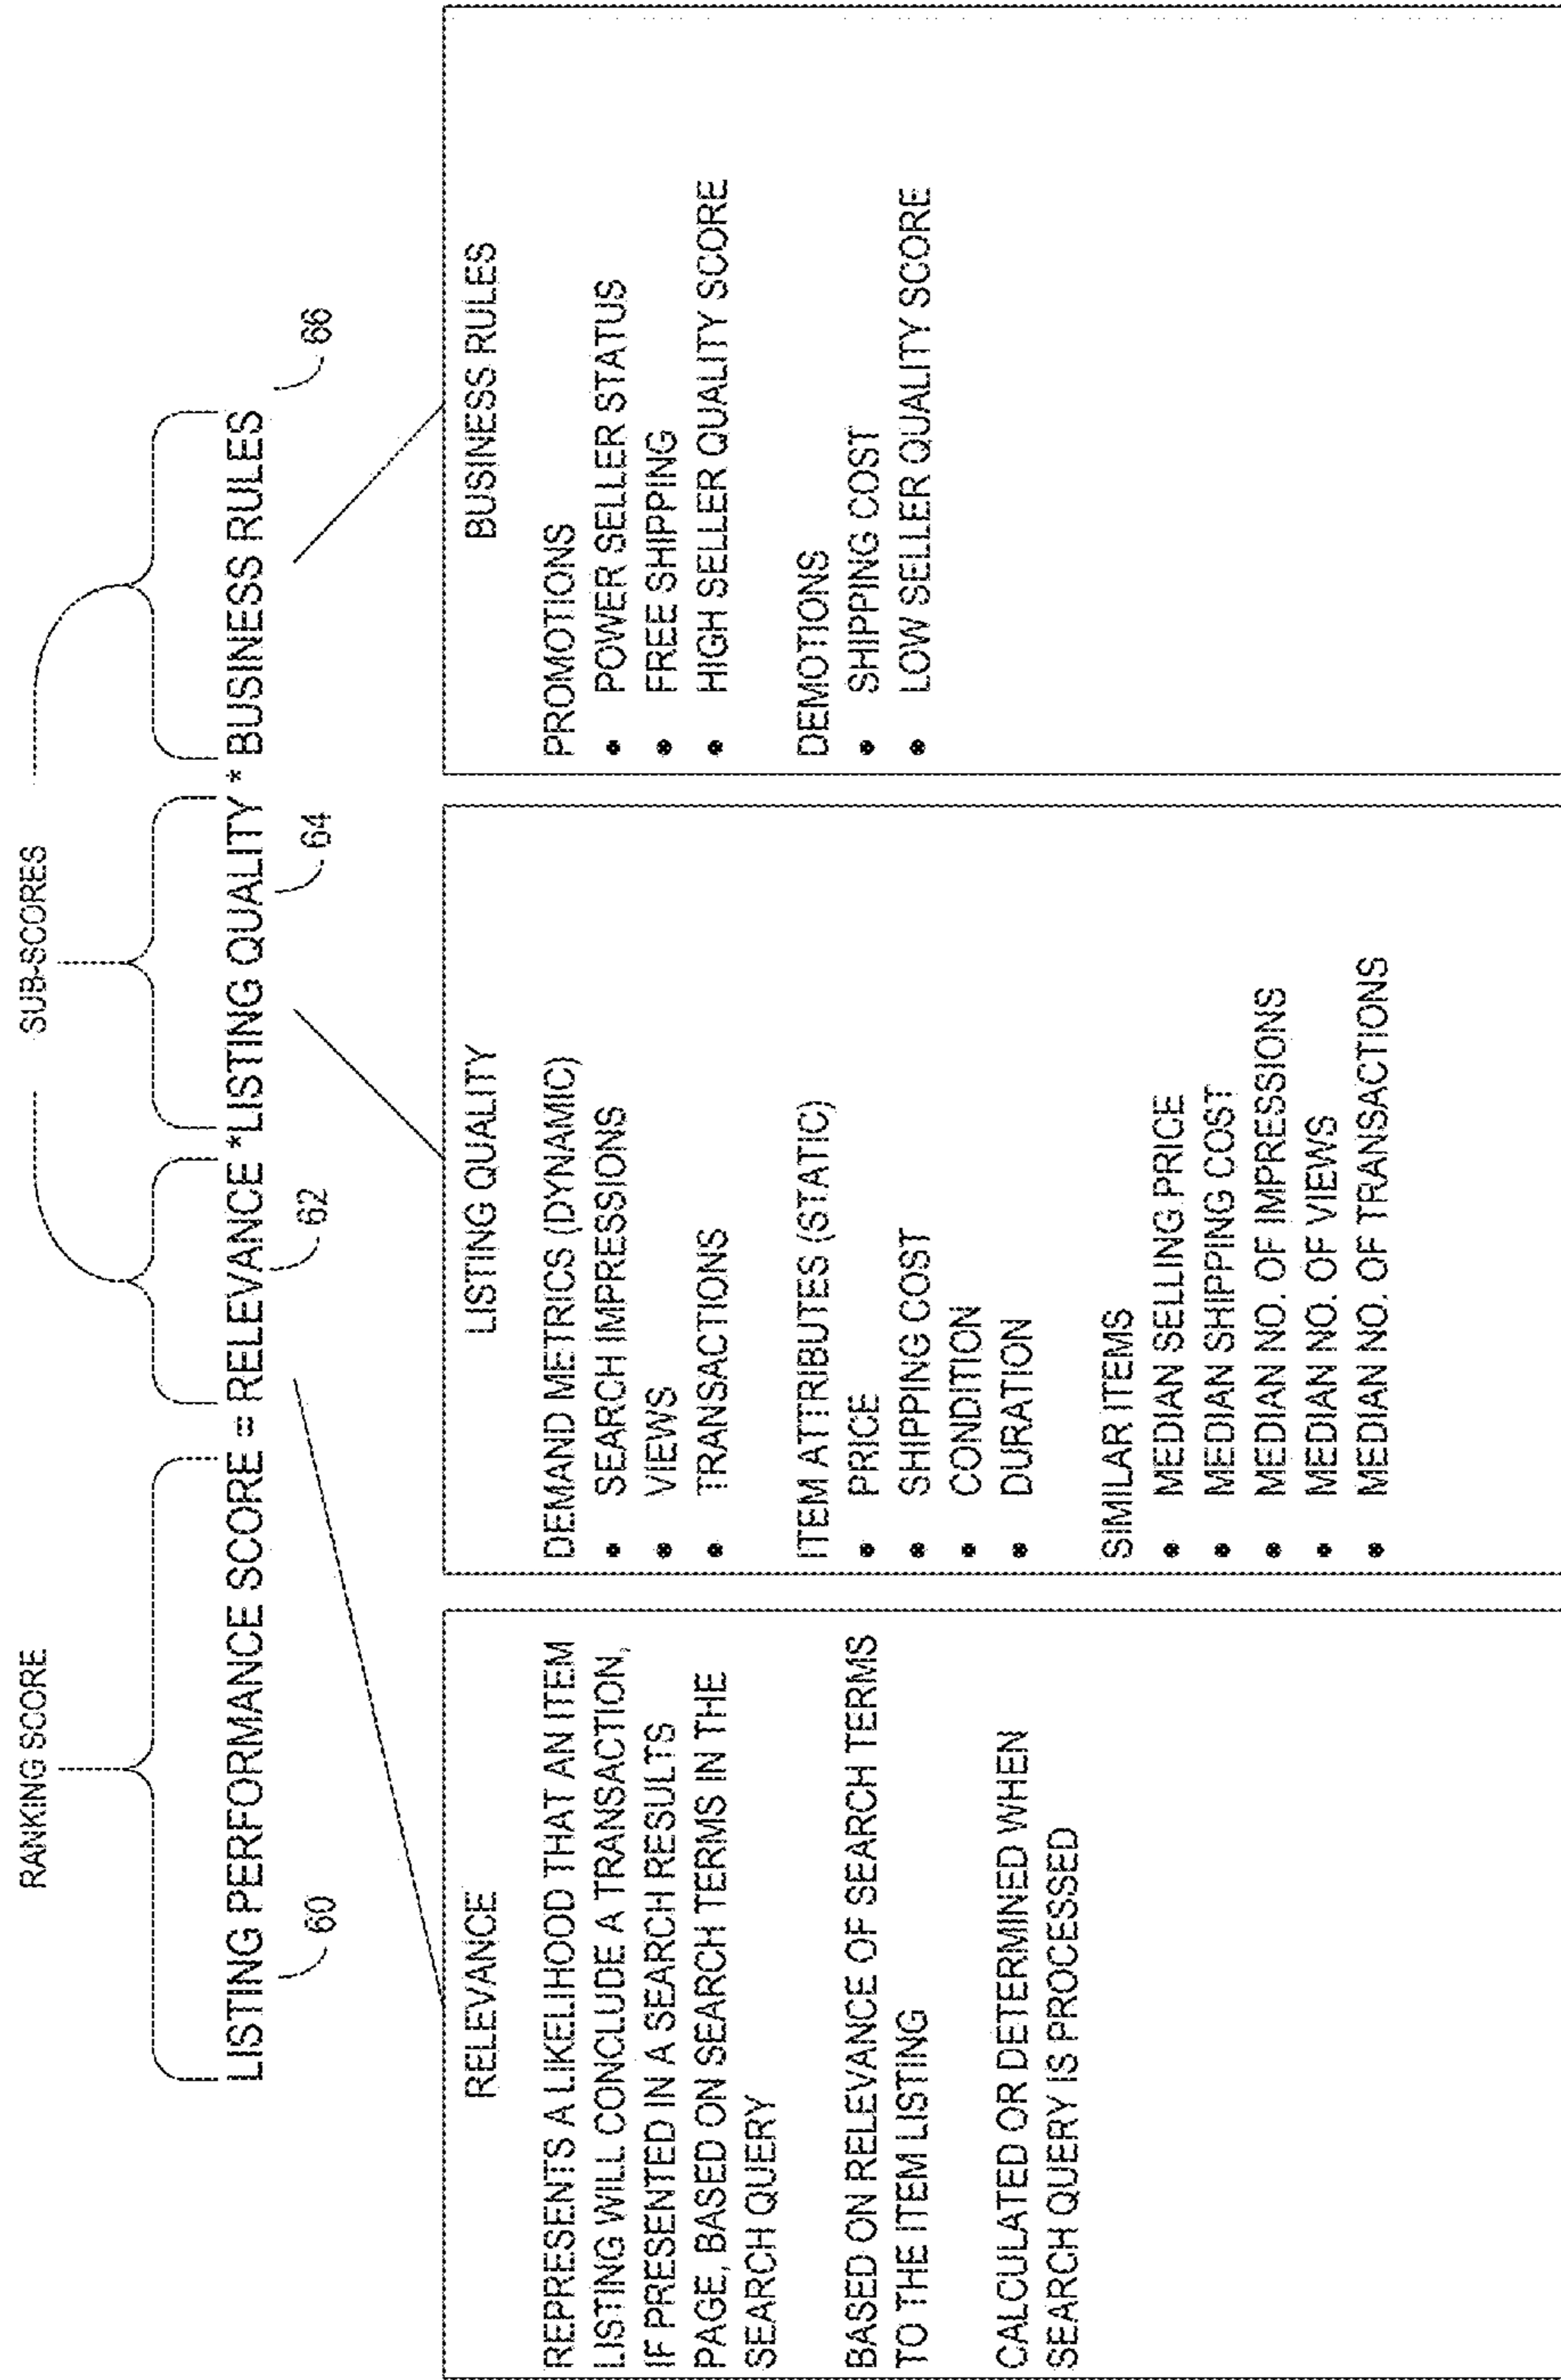 RANKING SCORE
SUB-SCORES
LISTING PERFORMANCE SCORE = RELEVANCE *LISTING QUALITY * BUSINESS RULES
60
62
64
66
RELEVANCE
REPRESENTS A LIKELIHOOD THAT AN ITEM
LISTING WILL CONCLUDE A TRANSACTION,
IF PRESENTED IN A SEARCH RESULTS
PAGE, BASED ON SEARCH TERMS IN THE
SEARCH QUERY
BASED ON RELEVANCE OF SEARCH TERMS
TO THE ITEM LISTING
CALCULATED OR DETERMINED WHEN
SEARCH QUERY IS PROCESSED
LISTING QUALITY
DEMAND METRICS (DYNAMIC)
• SEARCH IMPRESSIONS
• VIEWS
• TRANSACTIONS
ITEM ATTRIBUTES (STATIC)
• PRICE
• SHIPPING COST
• CONDITION
• DURATION
SIMILAR ITEMS
• MEDIAN SELLING PRICE
• MEDIAN SHIPPING COST
• MEDIAN NO. OF IMPRESSIONS
• MEDIAN NO. OF VIEWS
• MEDIAN NO. OF TRANSACTIONS
BUSINESS RULES
PROMOTIONS
• POWER SELLER STATUS
• FREE SHIPPING
• HIGH SELLER QUALITY SCORE
DEMOTIONS
• SHIPPING COST
• LOW SELLER QUALITY SCORE